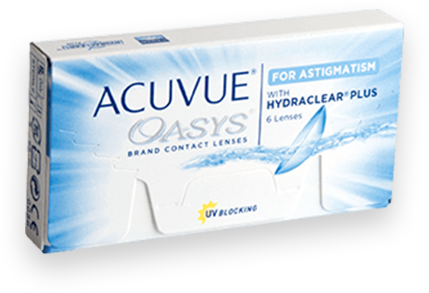 ACUVUE®
OASYS®
BRAND CONTACT LENSES
FOR ASTIGMATISM
WITH
HYDRACLEAR® PLUS
6 Lenses
UV BLOCKING